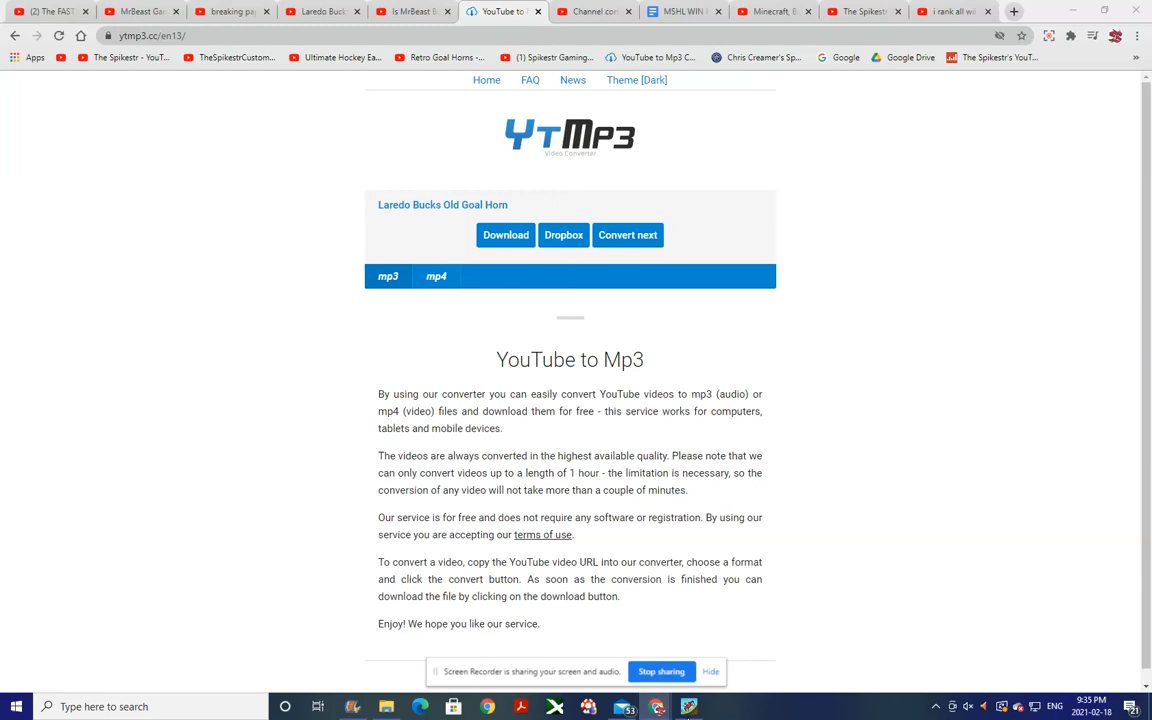 (2) The FAST
MrBeast Gam
breaking pap
Laredo Buck
Is MrBeast B
YouTube to
Channel con
MSHL WIN
Minecraft, B
The Spikestr
i rank all wi
ytmp3.cc/en13/
Apps
The Spikestr - YouT...
TheSpikestrCustom...
Ultimate Hockey Ea...
Retro Goal Horns -...
(1) Spikestr Gaming...
YouTube to Mp3 C...
Chris Creamer's Sp...
Google
Google Drive
The Spikestr's YouT...
Home
FAQ
News
Theme [Dark]
YTMP3
Video Converter
Laredo Bucks Old Goal Horn
Download
Dropbox
Convert next
mp3
mp4
YouTube to Mp3
By using our converter you can easily convert YouTube videos to mp3 (audio) or
mp4 (video) files and download them for free - this service works for computers,
tablets and mobile devices.
The videos are always converted in the highest available quality. Please note that we
can only convert videos up to a length of 1 hour - the limitation is necessary, so the
conversion of any video will not take more than a couple of minutes.
Our service is for free and does not require any software or registration. By using our
service you are accepting our terms of use.
To convert a video, copy the YouTube video URL into our converter, choose a format
and click the convert button. As soon as the conversion is finished you can
download the file by clicking on the download button.
Enjoy! We hope you like our service.
Screen Recorder is sharing your screen and audio.
Stop sharing
Hide
Type here to search
53
ENG
9:35 PM
2021-02-18
21